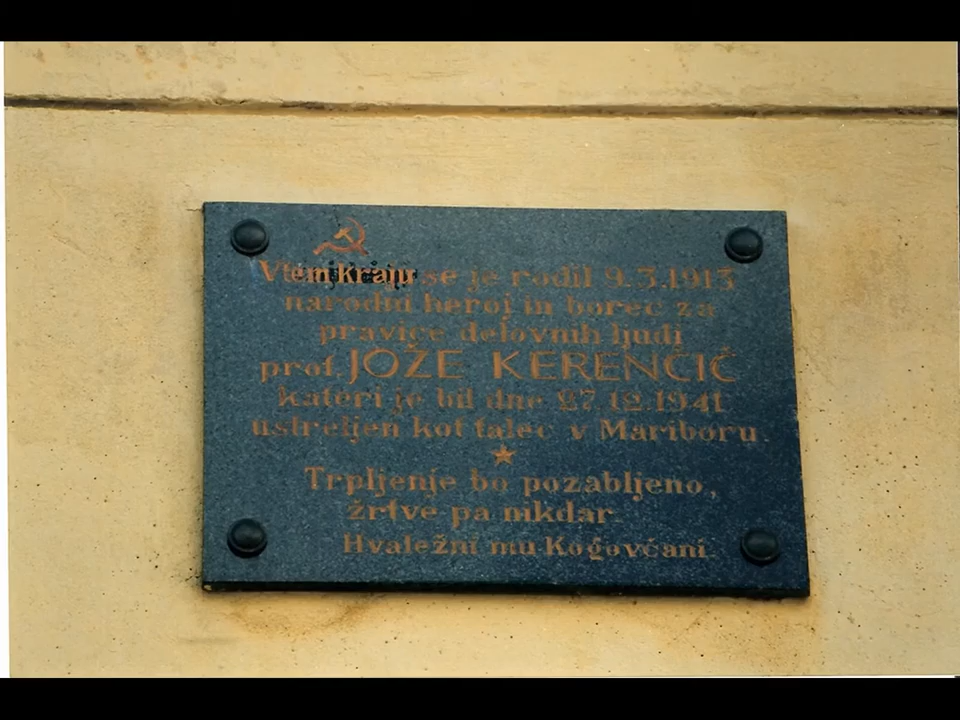 V tem kraju se je rodil 9.3.1913
narodni heroj in borec za
pravice delovnih ljudi
prof. JOŽE KERENČIČ
kateri je bil dne 27.12.1941
ustreljen kot talec v Mariboru.
Trpljenje bo pozabljeno,
žrtve pa nikdar.
Hvaležni mu Kogovčani.